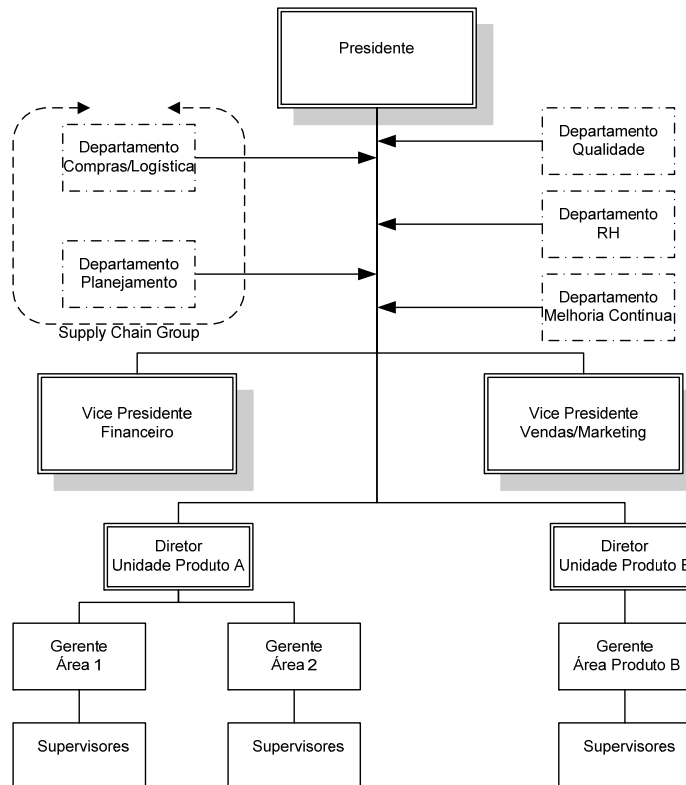 Presidente
Departamento
Compras/Logística
Departamento
Qualidade
Departamento
RH
Departamento
Planejamento
Departamento
Melhoria Contínua
Supply Chain Group
Vice Presidente
Financeiro
Vice Presidente
Vendas/Marketing
Diretor
Unidade Produto A
Diretor
Unidade Produto B
Gerente
Área 1
Gerente
Área 2
Gerente
Área Produto B
Supervisores
Supervisores
Supervisores